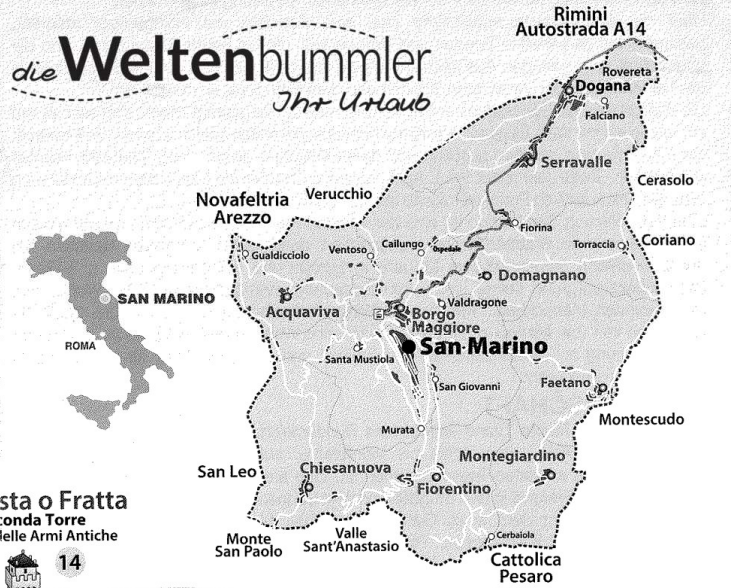 die Weltenbummler
Ihr Urlaub
Rimini
Autostrada A14
Rovereta
Dogana
Falciano
Serravalle
Cerasolo
Verucchio
Novafeltria
Arezzo
Fiorina
Coriano
Torraccia
Cailungo
Ospedale
Ventoso
Gualdicciolo
Domagnano
Acquaviva
Valdragone
Borgo
Maggiore
San Marino
Santa Mustiola
San Giovanni
Faetano
Montescudo
Murata
Montegiardino
San Leo
Chiesanuova
Fiorentino
Monte
San Paolo
Valle
Sant'Anastasio
Cerbaiola
Cattolica
Pesaro
SAN MARINO
ROMA
sta o Fratta
conda Torre
delle Armi Antiche
14